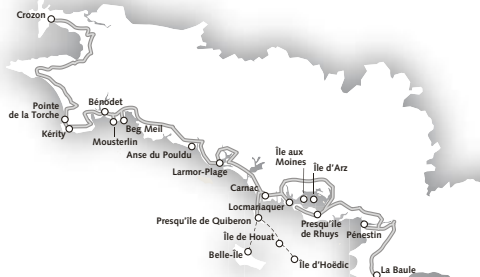 Crozon
Pointe
de la Torche
Kérity
Bénodet
Mousterlin
Beg Meil
Anse du Pouldu
Larmor-Plage
Île aux
Moines
Île d'Arz
Carnac
Locmariaquer
Presqu'île de Quiberon
Presqu'île
de Rhuys
Pénestin
Île de Houat
Belle-Île
Île d'Hoëdic
La Baule